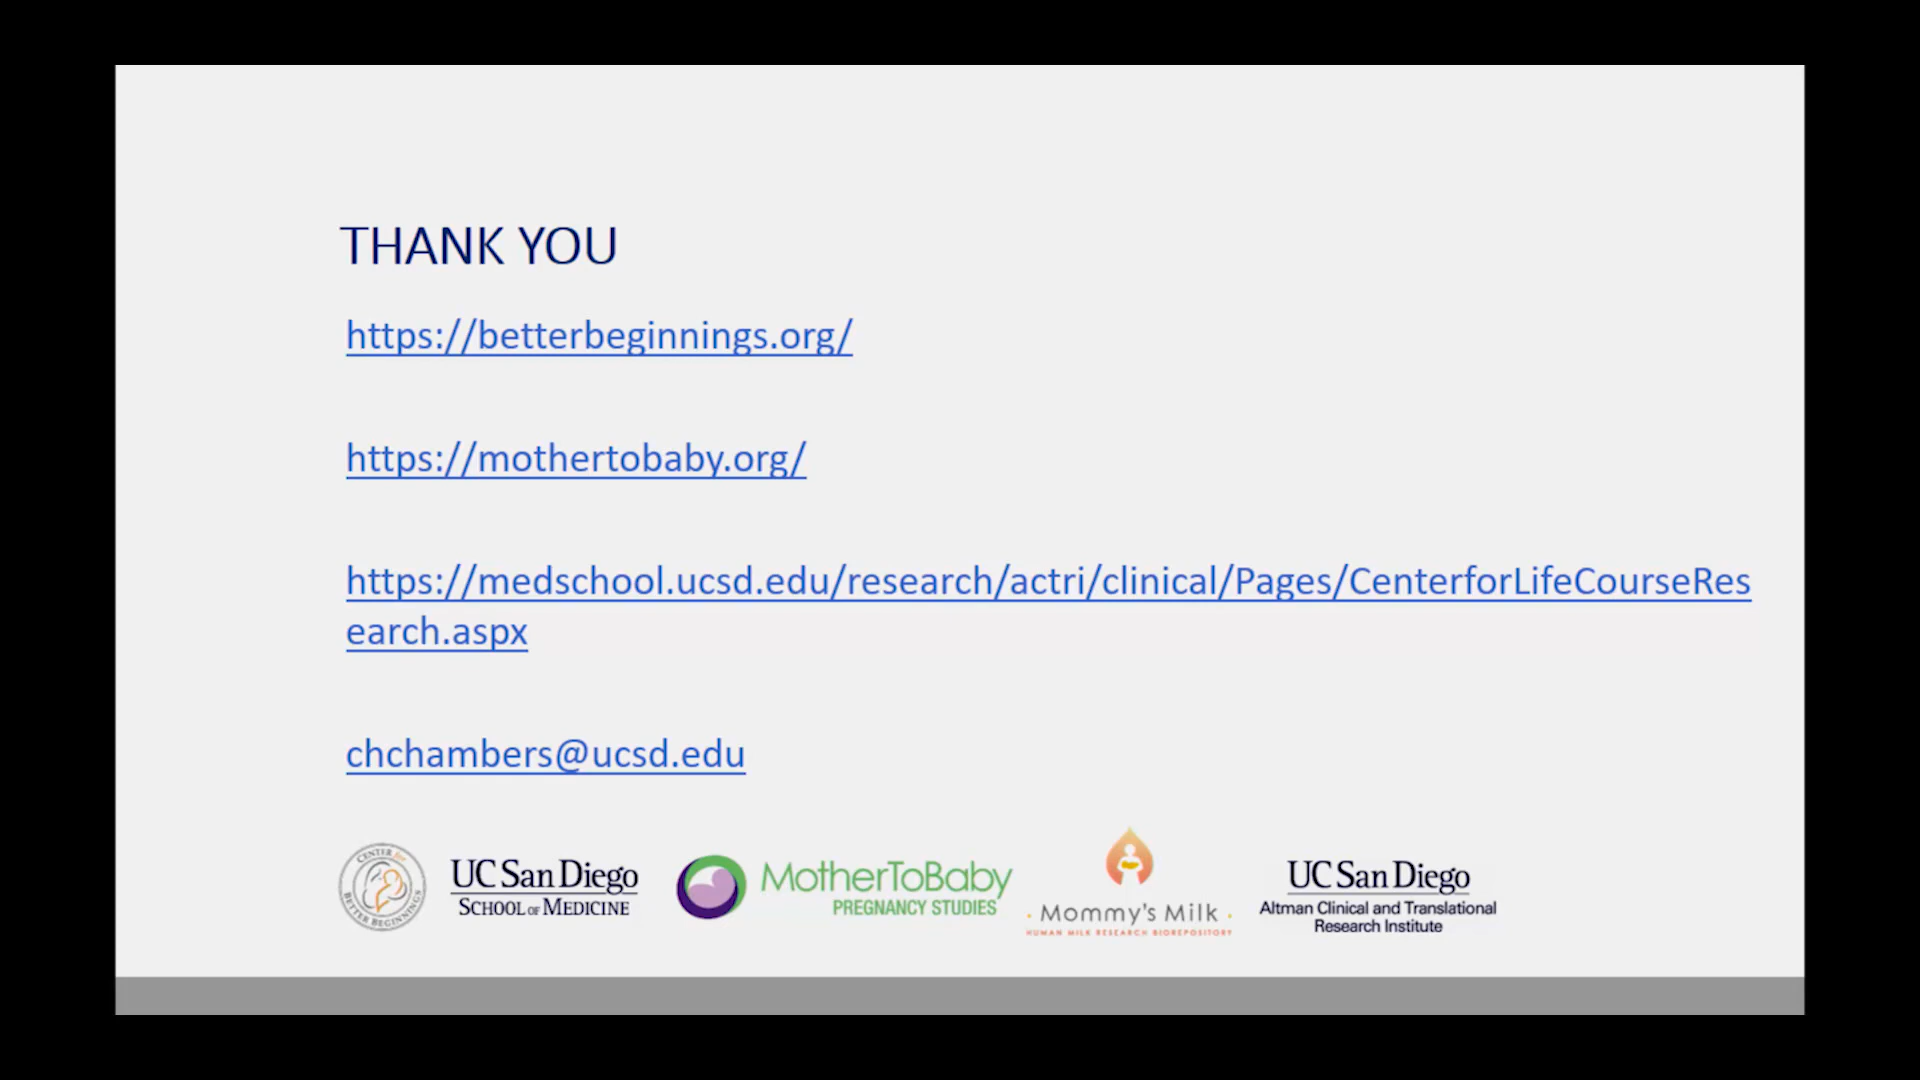 THANK YOU
https://betterbeginnings.org/
https://mothertobaby.org/
https://medschool.ucsd.edu/research/actri/clinical/Pages/CenterforLifeCourseRes
earch.aspx
chchambers@ucsd.edu
CENTER for
BETTER BEGINNINGS
UC San Diego
SCHOOL OF MEDICINE
MotherToBaby
PREGNANCY STUDIES
Mommy's Milk
HUMAN MILK RESEARCH BIOREPOSITORY
UC San Diego
Altman Clinical and Translational
Research Institute